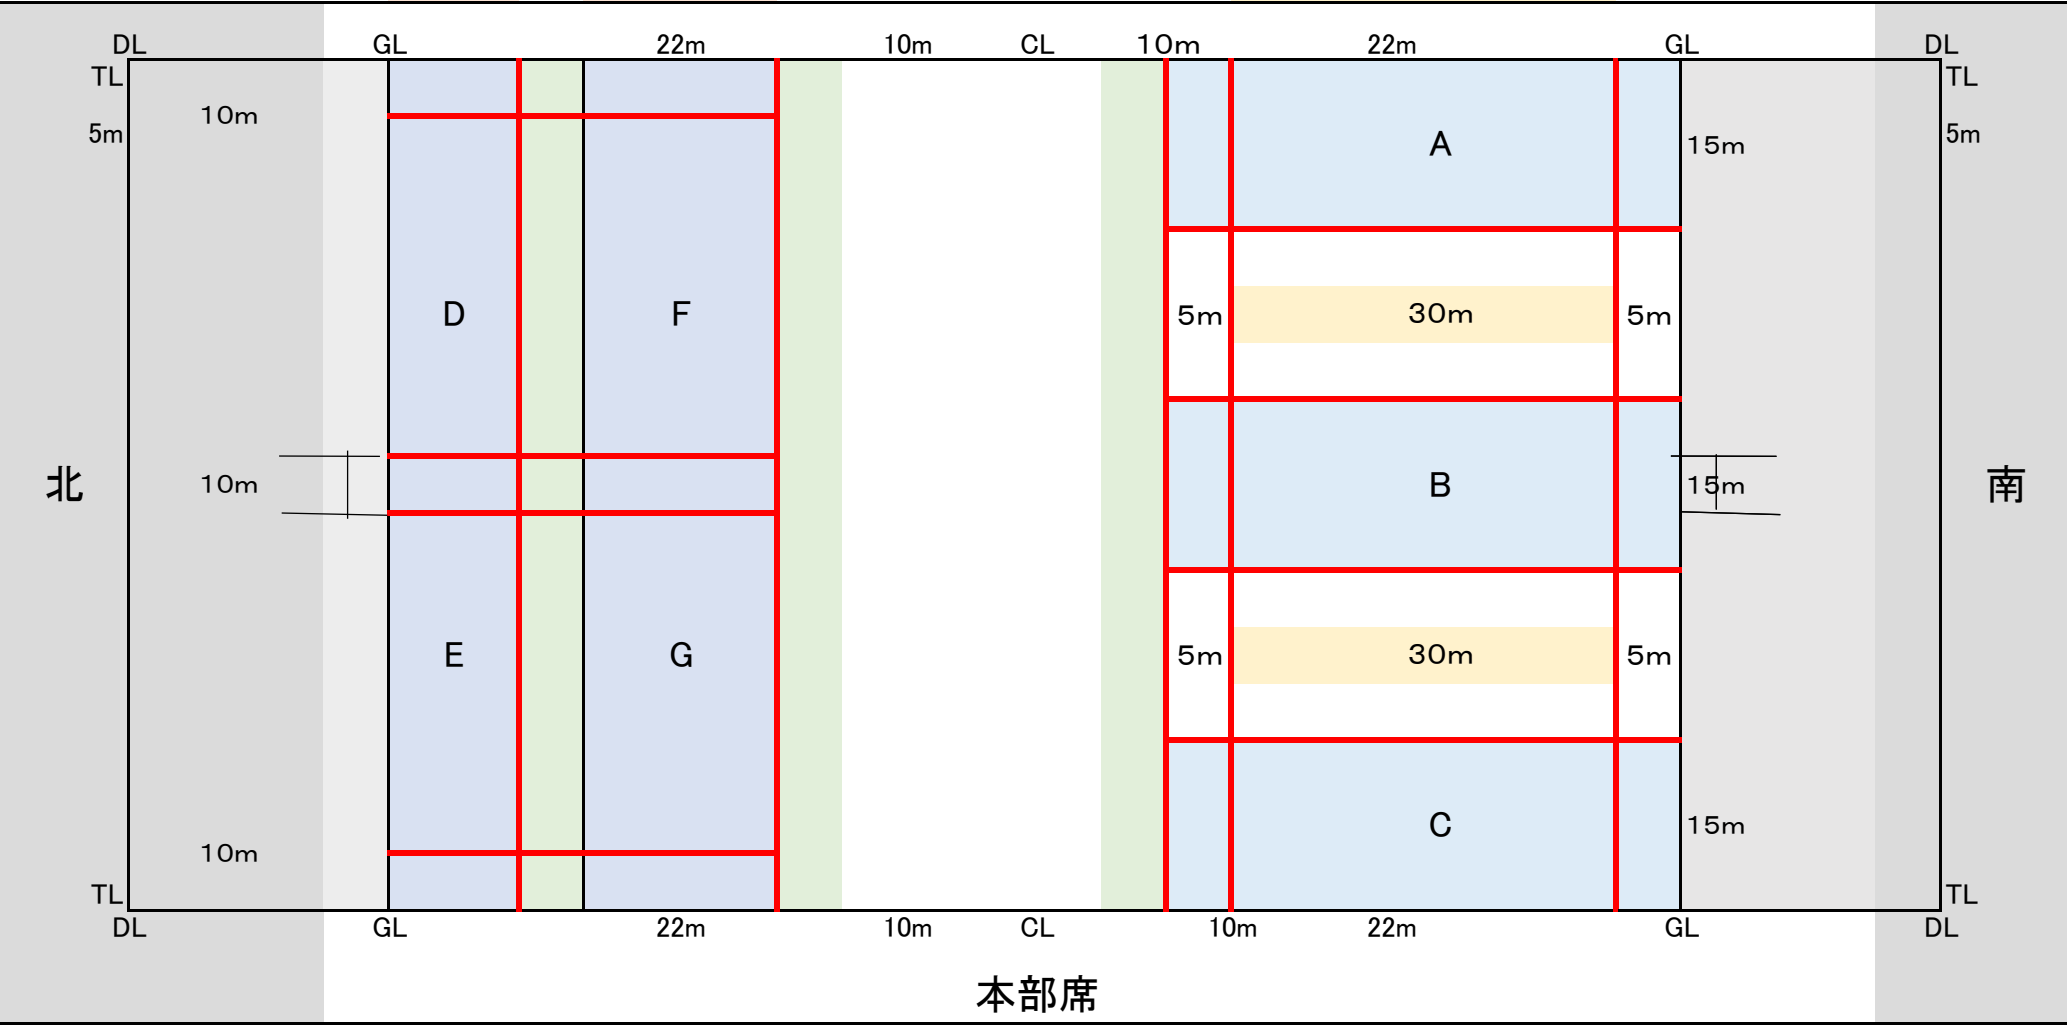 DL GL 22m 10m CL 10m 22m GL DL
TL TL
10m
5m 5m
A 15m
D F 5m 30m 5m
北 10m B 15m 南
E G 5m 30m 5m
10m C 15m
TL TL
DL GL 22m 10m CL 10m 22m GL DL
本部席